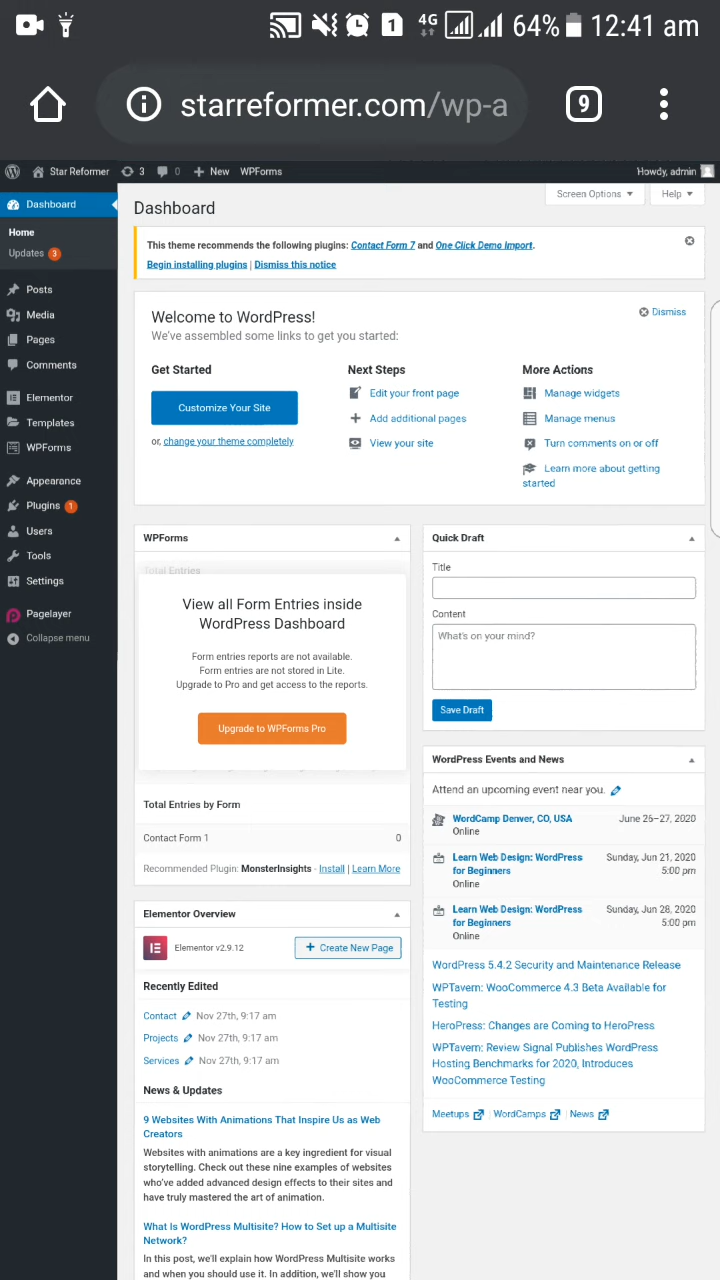 1 4G 64% 12:41 am
starreformer.com/wp-a 9
Star Reformer 3 0 New WPForms Howdy, admin
Screen Options Help
Dashboard
Dashboard
Home
Updates 3
Posts
Media
Pages
Comments
Elementor
Templates
WPForms
Appearance
Plugins 1
Users
Tools
Settings
Pagelayer
Collapse menu
This theme recommends the following plugins: Contact Form 7 and One Click Demo Import.
Begin installing plugins | Dismiss this notice
Welcome to WordPress!
Dismiss
We've assembled some links to get you started:
Get Started
Customize Your Site
or, change your theme completely
Next Steps
Edit your front page
Add additional pages
View your site
More Actions
Manage widgets
Manage menus
Turn comments on or off
Learn more about getting
started
WPForms
Total Entries
View all Form Entries inside
WordPress Dashboard
Form entries reports are not available.
Form entries are not stored in Lite.
Upgrade to Pro and get access to the reports.
Upgrade to WPForms Pro
Total Entries by Form
Contact Form 1 0
Recommended Plugin: MonsterInsights - Install | Learn More
Elementor Overview
Elementor v2.9.12
+ Create New Page
Recently Edited
Contact Nov 27th, 9:17 am
Projects Nov 27th, 9:17 am
Services Nov 27th, 9:17 am
News & Updates
9 Websites With Animations That Inspire Us as Web
Creators
Websites with animations are a key ingredient for visual
storytelling. Check out these nine examples of websites
who've added advanced design effects to their sites and
have truly mastered the art of animation.
What Is WordPress Multisite? How to Set up a Multisite
Network?
In this post, we'll explain how WordPress Multisite works
and when you should use it. In addition, we'll show you
Quick Draft
Title
Content
What's on your mind?
Save Draft
WordPress Events and News
Attend an upcoming event near you.
WordCamp Denver, CO, USA June 26–27, 2020
Online
Learn Web Design: WordPress Sunday, Jun 21, 2020
for Beginners 5:00 pm
Online
Learn Web Design: WordPress Sunday, Jun 28, 2020
for Beginners 5:00 pm
Online
WordPress 5.4.2 Security and Maintenance Release
WPTavern: WooCommerce 4.3 Beta Available for
Testing
HeroPress: Changes are Coming to HeroPress
WPTavern: Review Signal Publishes WordPress
Hosting Benchmarks for 2020, Introduces
WooCommerce Testing
Meetups | WordCamps | News